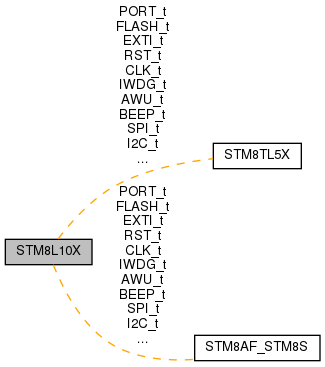 PORT_t
FLASH_t
EXTI_t
RST_t
CLK_t
IWDG_t
AWU_t
BEEP_t
SPI_t
I2C_t
...
STM8TL5X
PORT_t
FLASH_t
EXTI_t
RST_t
STM8L10X
CLK_t
IWDG_t
AWU_t
BEEP_t
SPI_t
I2C_t
...
STM8AF_STM8S